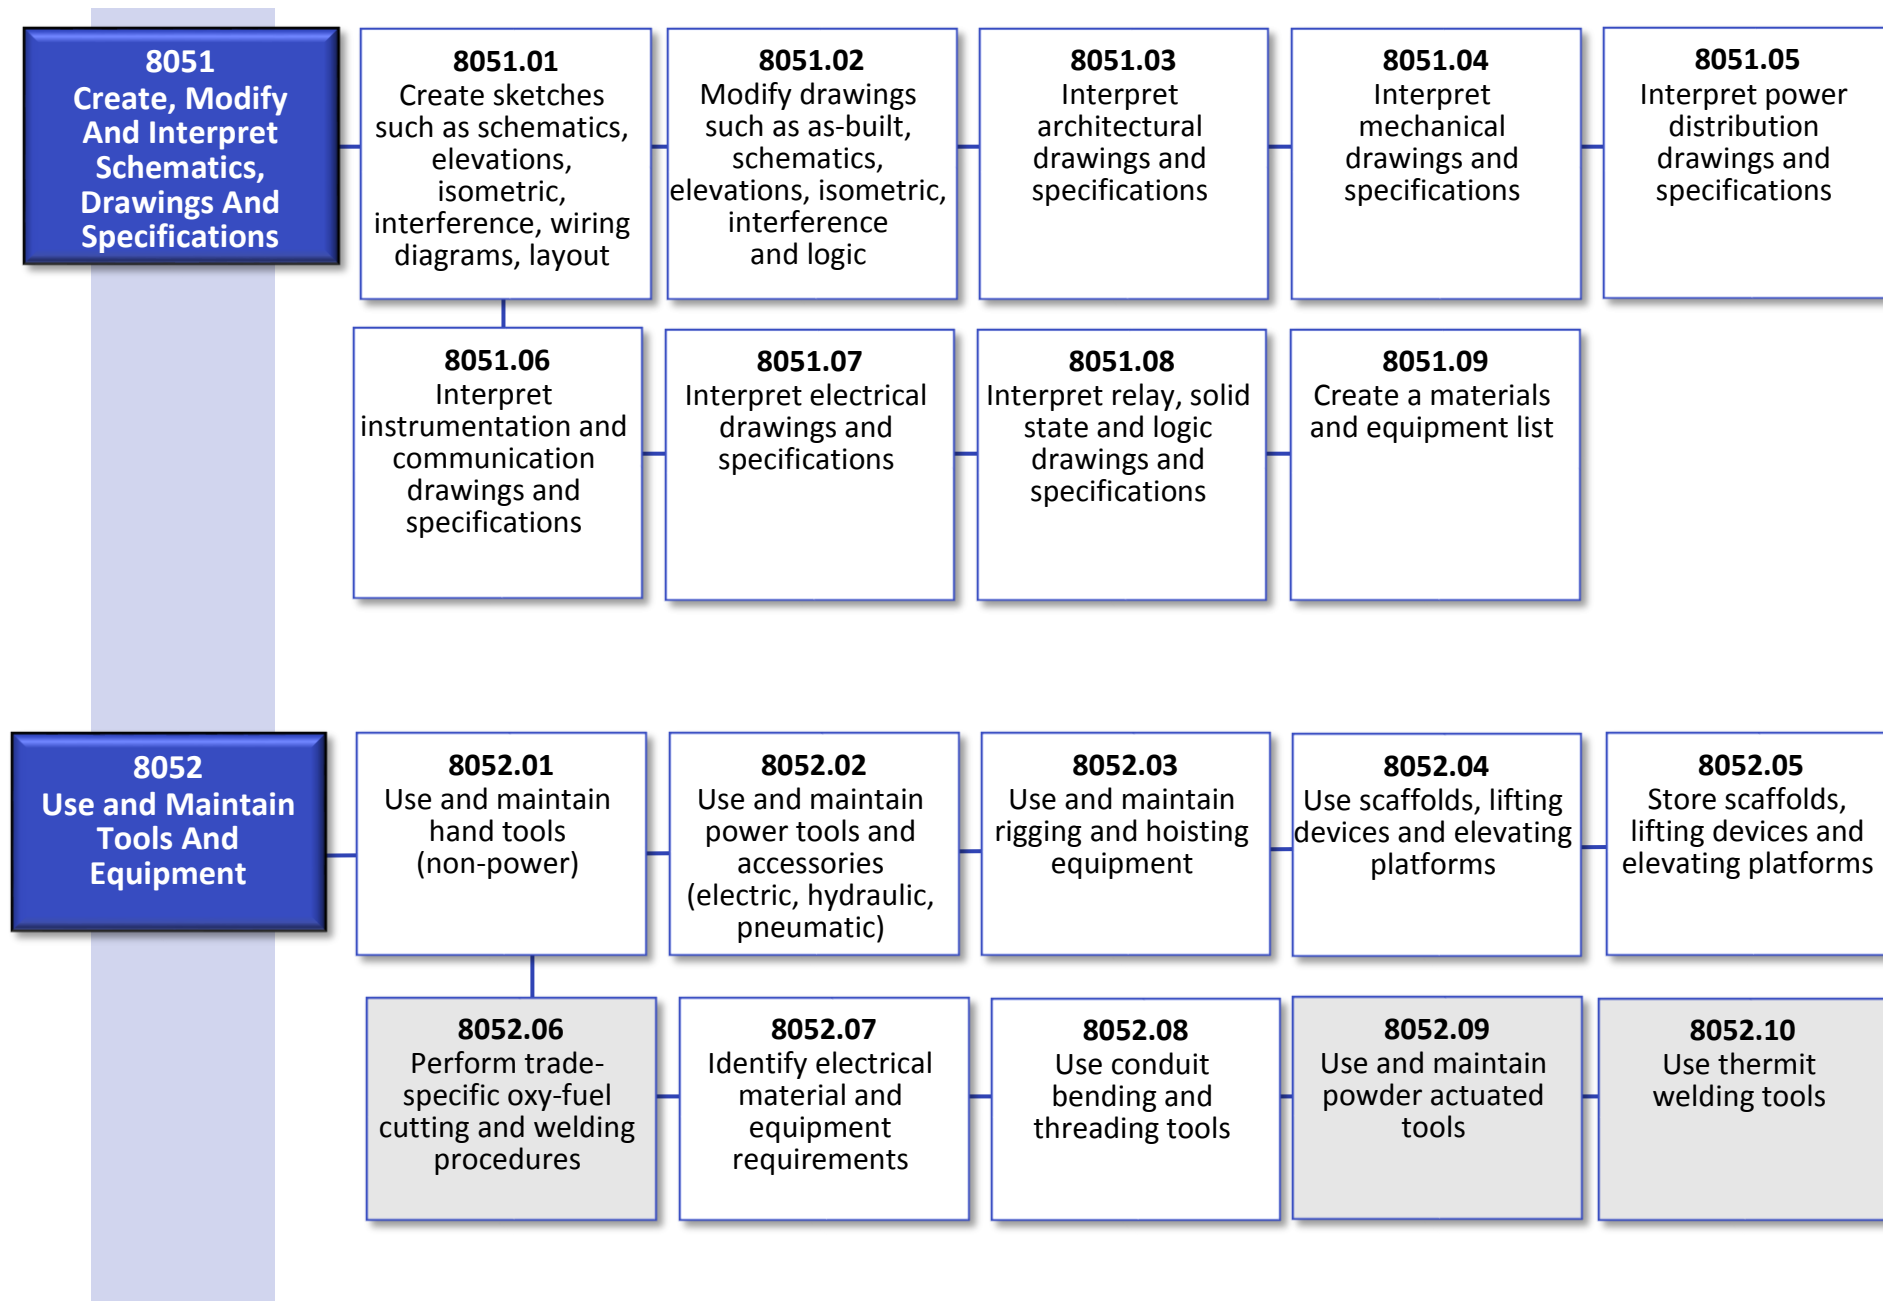 8051
Create, Modify
And Interpret
Schematics,
Drawings And
Specifications
8051.01
Create sketches
such as schematics,
elevations,
isometric,
interference, wiring
diagrams, layout
8051.02
Modify drawings
such as as-built,
schematics,
elevations, isometric,
interference
and logic
8051.03
Interpret
architectural
drawings and
specifications
8051.04
Interpret
mechanical
drawings and
specifications
8051.05
Interpret power
distribution
drawings and
specifications
8051.06
Interpret
instrumentation and
communication
drawings and
specifications
8051.07
Interpret electrical
drawings and
specifications
8051.08
Interpret relay, solid
state and logic
drawings and
specifications
8051.09
Create a materials
and equipment list
8052
Use and Maintain
Tools And
Equipment
8052.01
Use and maintain
hand tools
(non-power)
8052.02
Use and maintain
power tools and
accessories
(electric, hydraulic,
pneumatic)
8052.03
Use and maintain
rigging and hoisting
equipment
8052.04
Use scaffolds, lifting
devices and elevating
platforms
8052.05
Store scaffolds,
lifting devices and
elevating platforms
8052.06
Perform trade-
specific oxy-fuel
cutting and welding
procedures
8052.07
Identify electrical
material and
equipment
requirements
8052.08
Use conduit
bending and
threading tools
8052.09
Use and maintain
powder actuated
tools
8052.10
Use thermit
welding tools